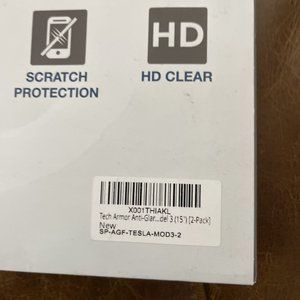 HD
SCRATCH
PROTECTION
HD CLEAR
X001THIAKL
Tech Armor Anti-Glar...del 3 (15") [2-Pack]
New
SP-AGF-TESLA-MOD3-2